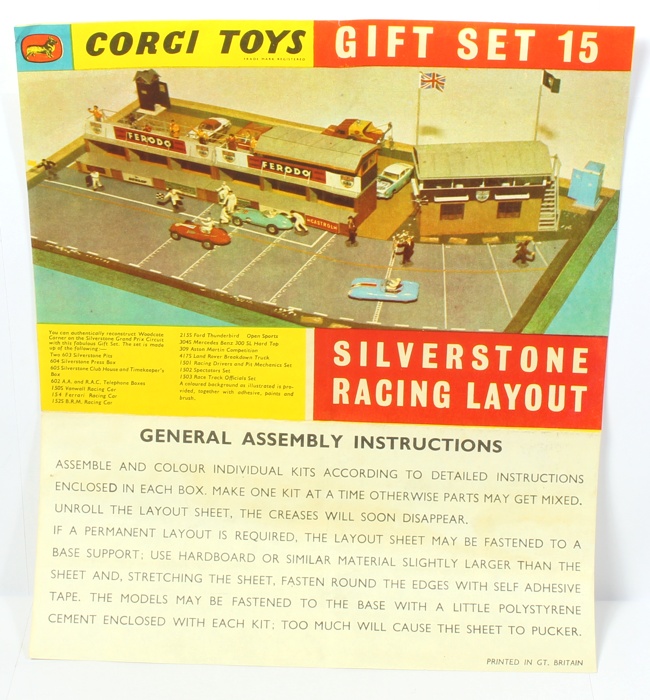 CORGI TOYS
TRADE MARK REGISTERED
GIFT SET 15
FERODO
FERODO
CASTROL
You can authentically reconstruct Woodcote
Corner on the Silverstone Grand Prix Circuit
with this fabulous Gift Set. The set is made
up of the following:—
Two 603 Silverstone Pits
604 Silverstone Press Box
605 Silverstone Club House and Timekeeper's
Box
602 A.A. and R.A.C. Telephone Boxes
150S Vanwall Racing Car
154 Ferrari Racing Car
152S B.R.M. Racing Car
215S Ford Thunderbird Open Sports
304S Mercedes Benz 300 SL Hard Top
309 Aston Martin Competition
417S Land Rover Breakdown Truck
1501 Racing Drivers and Pit Mechanics Set
1502 Spectators Set
1503 Race Track Officials Set
A coloured background as illustrated is pro-
vided, together with adhesive, paints and
brush.
SILVERSTONE
RACING LAYOUT
GENERAL ASSEMBLY INSTRUCTIONS
ASSEMBLE AND COLOUR INDIVIDUAL KITS ACCORDING TO DETAILED INSTRUCTIONS
ENCLOSED IN EACH BOX. MAKE ONE KIT AT A TIME OTHERWISE PARTS MAY GET MIXED.
UNROLL THE LAYOUT SHEET, THE CREASES WILL SOON DISAPPEAR.
IF A PERMANENT LAYOUT IS REQUIRED, THE LAYOUT SHEET MAY BE FASTENED TO A
BASE SUPPORT; USE HARDBOARD OR SIMILAR MATERIAL SLIGHTLY LARGER THAN THE
SHEET AND, STRETCHING THE SHEET, FASTEN ROUND THE EDGES WITH SELF ADHESIVE
TAPE. THE MODELS MAY BE FASTENED TO THE BASE WITH A LITTLE POLYSTYRENE
CEMENT ENCLOSED WITH EACH KIT; TOO MUCH WILL CAUSE THE SHEET TO PUCKER.
PRINTED IN GT. BRITAIN